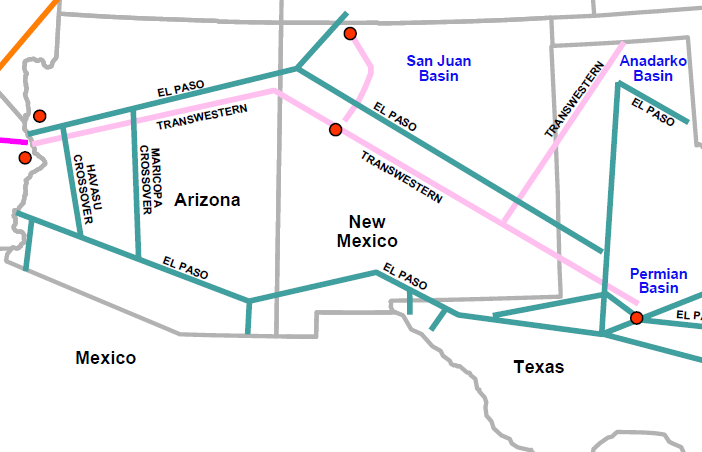 San Juan
Basin
Anadarko
Basin
EL PASO
EL PASO
EL PASO
TRANSWESTERN
TRANSWESTERN
TRANSWESTERN
HAVASU
CROSSOVER
MARICOPA
CROSSOVER
Arizona
New
Mexico
EL PASO
EL PASO
Permian
Basin
EL PA
Mexico
Texas